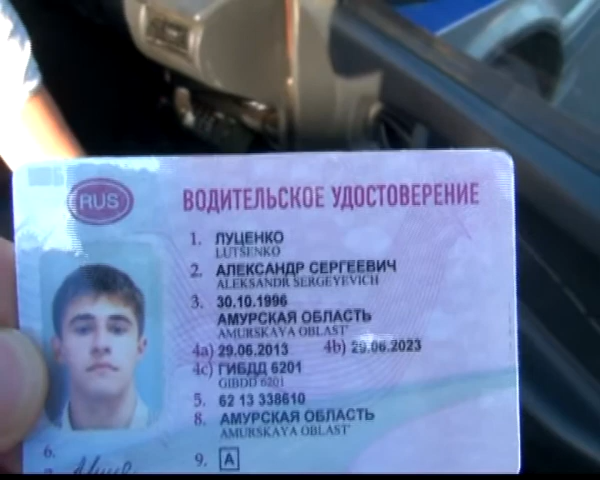 RUS ВОДИТЕЛЬСКОЕ УДОСТОВЕРЕНИЕ
1. ЛУЦЕНКО
LUTSENKO
2. АЛЕКСАНДР СЕРГЕЕВИЧ
ALEKSANDR SERGEYEVICH
3. 30.10.1996
АМУРСКАЯ ОБЛАСТЬ
AMURSKAYA OBLAST'
4a) 29.06.2013 4b) 29.06.2023
4c) ГИБДД 6201
GIBDD 6201
5. 62 13 338610
8. АМУРСКАЯ ОБЛАСТЬ
AMURSKAYA OBLAST'
6.
9. A